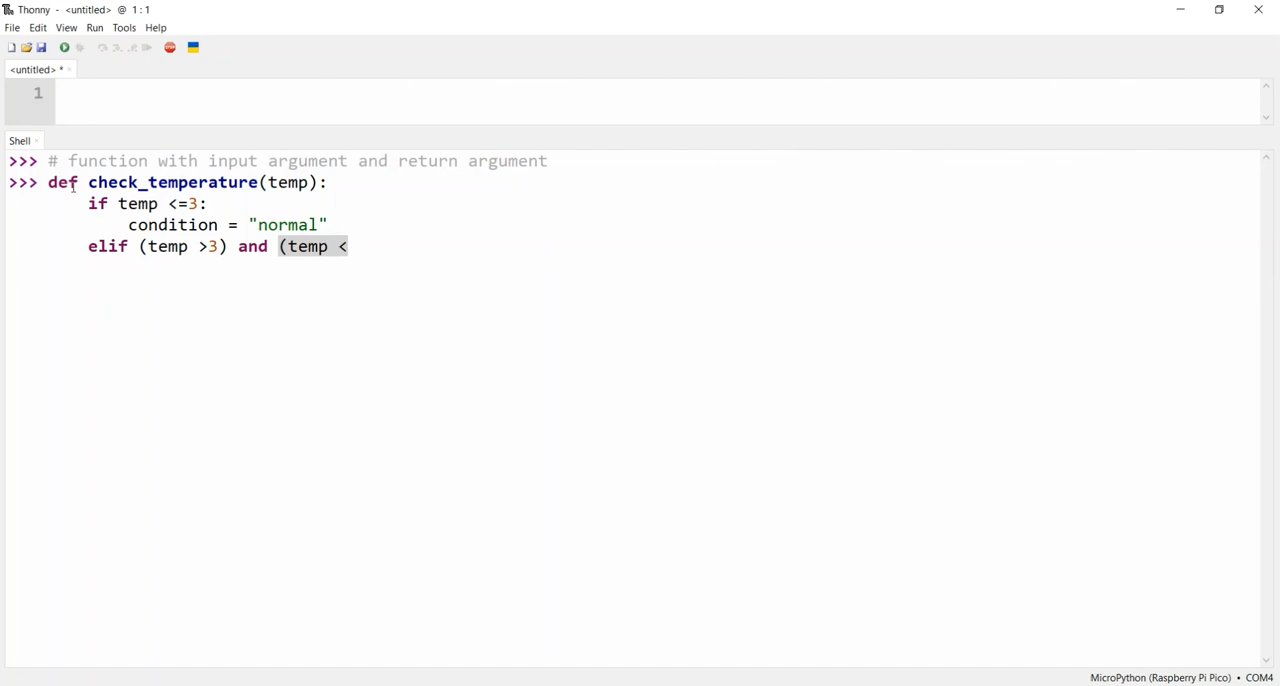 Thonny - <untitled> @ 1 : 1
File Edit View Run Tools Help
<untitled> *
1
Shell
>>> # function with input argument and return argument
>>> def check_temperature(temp):
if temp <=3:
condition = "normal"
elif (temp >3) and (temp <
MicroPython (Raspberry Pi Pico) • COM4